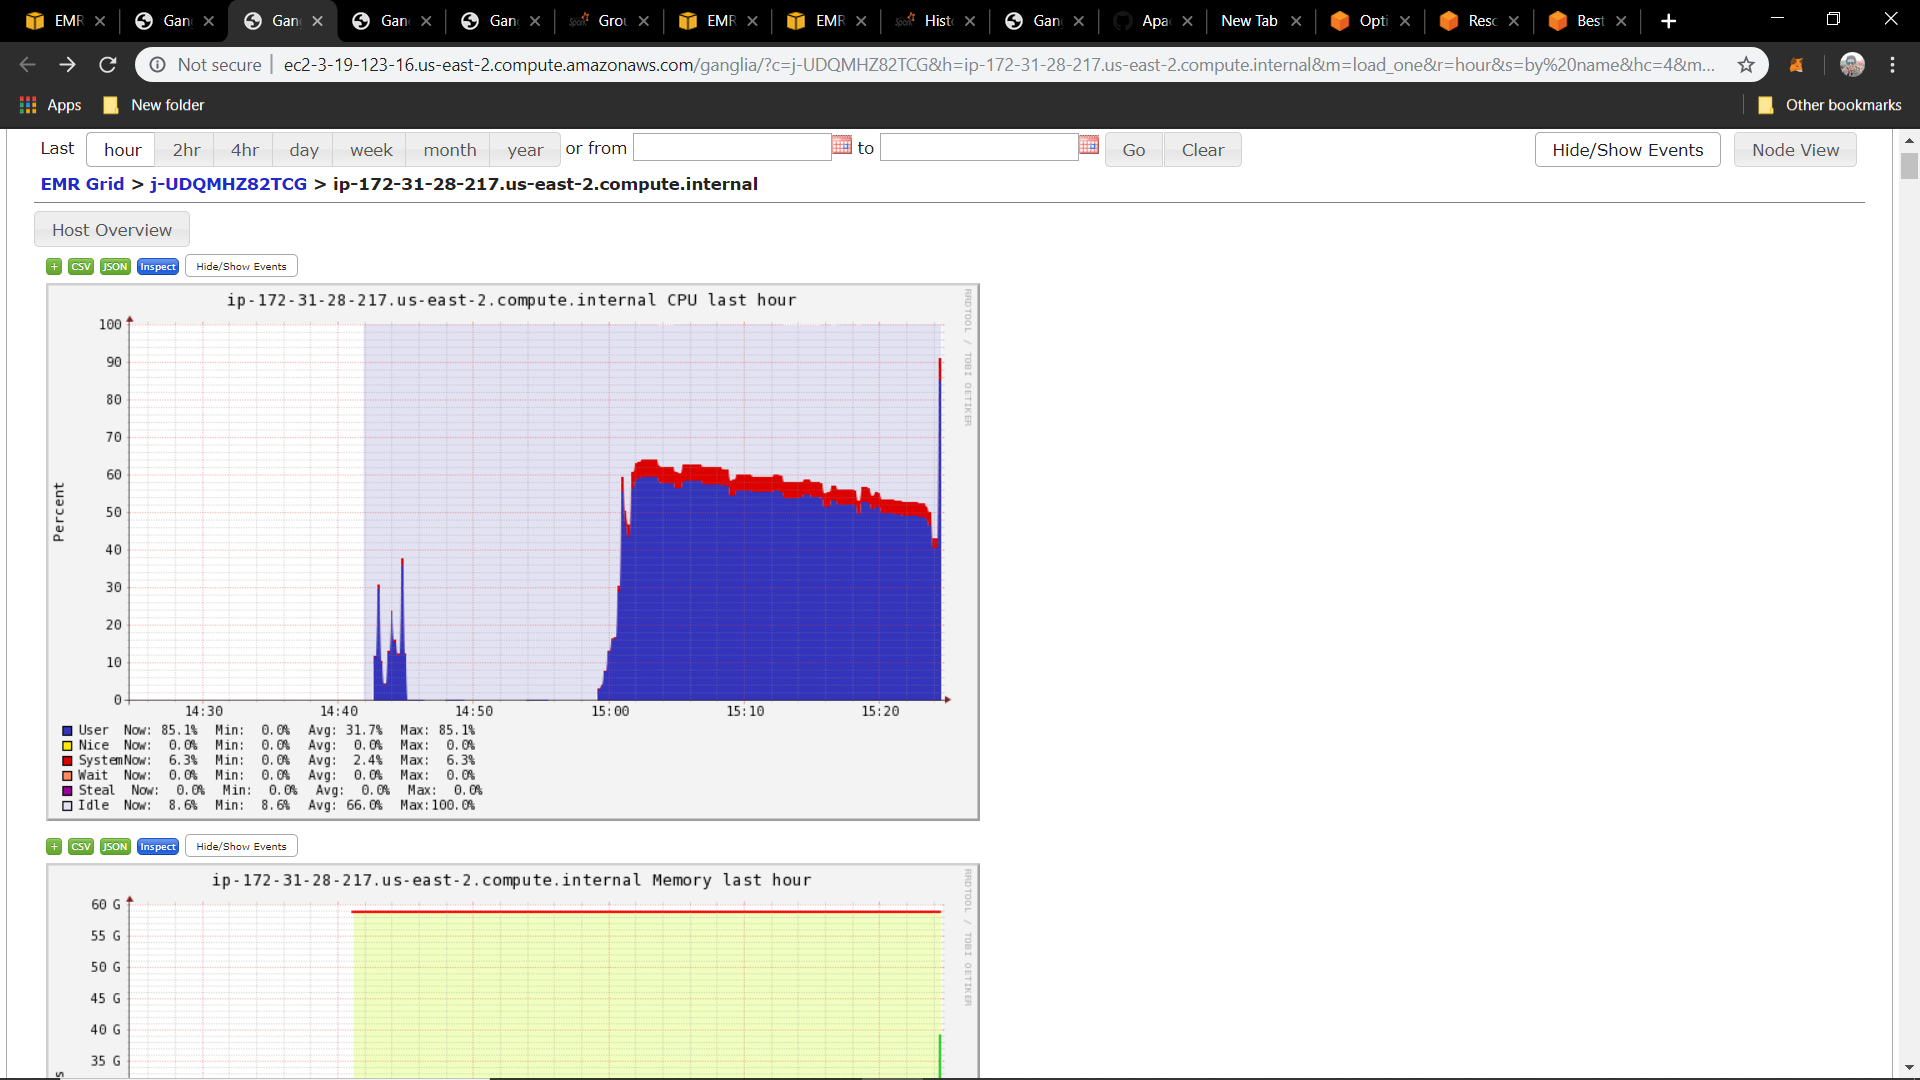 EMR
Gan
Gan
Gan
Gan
Grou
EMR
EMR
Hist
Gan
Apa
New Tab
Opti
Reso
Best
Not secure
ec2-3-19-123-16.us-east-2.compute.amazonaws.com/ganglia/?c=j-UDQMHZ82TCG&h=ip-172-31-28-217.us-east-2.compute.internal&m=load_one&r=hour&s=by%20name&hc=4&m...
Apps
New folder
Other bookmarks
Last hour 2hr 4hr day week month year or from to Go Clear
Hide/Show Events
Node View
EMR Grid > j-UDQMHZ82TCG > ip-172-31-28-217.us-east-2.compute.internal
Host Overview
+ CSV JSON Inspect Hide/Show Events
ip-172-31-28-217.us-east-2.compute.internal CPU last hour
RRDTOOL / TOBI OETIKER
Percent
100
90
80
70
60
50
40
30
20
10
0
14:30 14:40 14:50 15:00 15:10 15:20
User Now: 85.1% Min: 0.0% Avg: 31.7% Max: 85.1%
Nice Now: 0.0% Min: 0.0% Avg: 0.0% Max: 0.0%
SystemNow: 6.3% Min: 0.0% Avg: 2.4% Max: 6.3%
Wait Now: 0.0% Min: 0.0% Avg: 0.0% Max: 0.0%
Steal Now: 0.0% Min: 0.0% Avg: 0.0% Max: 0.0%
Idle Now: 8.6% Min: 8.6% Avg: 66.0% Max:100.0%
+ CSV JSON Inspect Hide/Show Events
ip-172-31-28-217.us-east-2.compute.internal Memory last hour
RRDTOOL / TOBI OETIKER
60 G
55 G
50 G
45 G
40 G
35 G